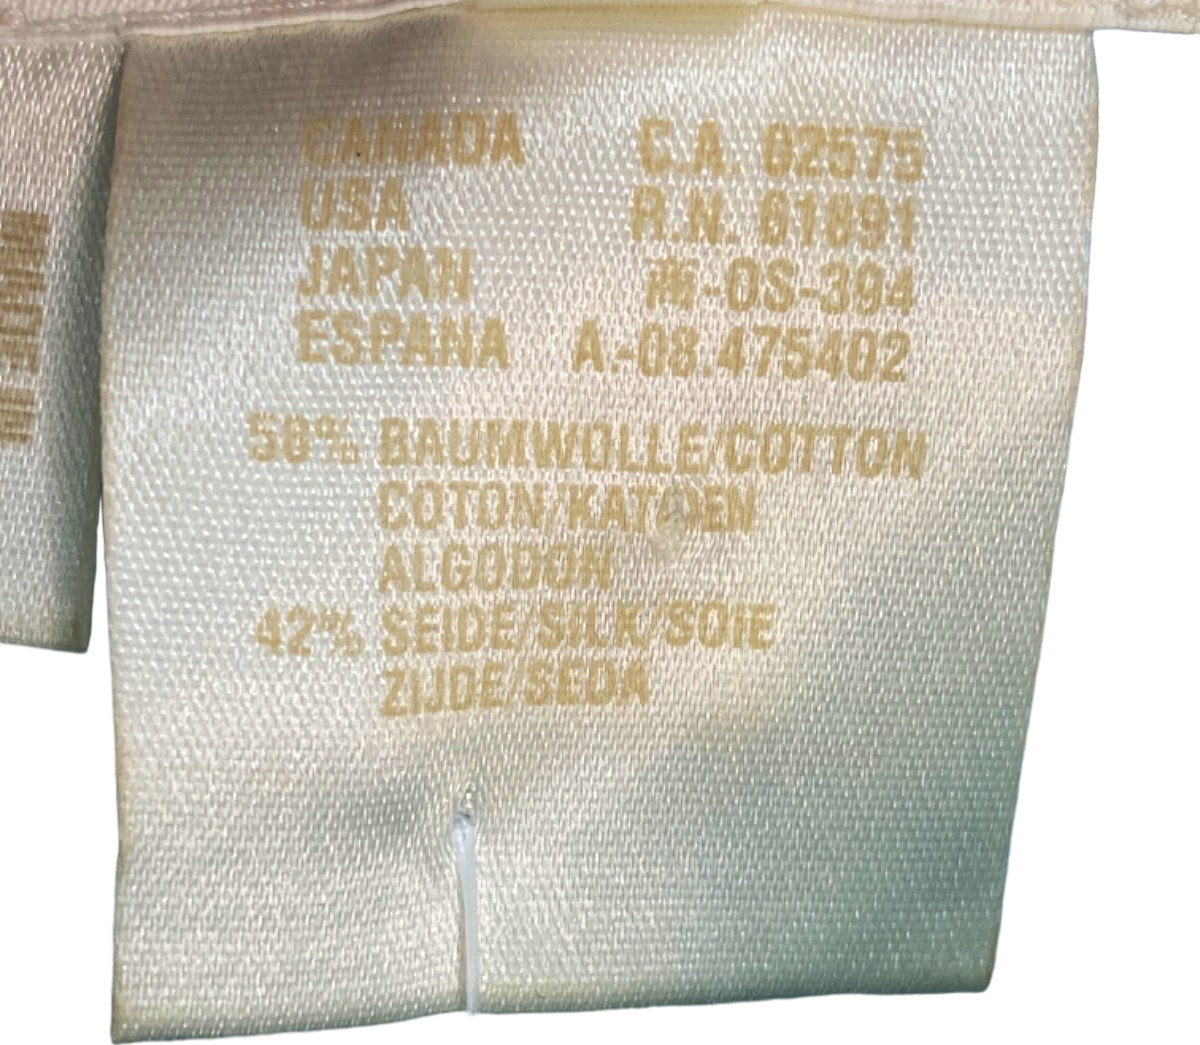 CANADA C.A. 02575
USA R.N. 61891
JAPAN 商-OS-394
ESPANA A.-08.475402
58% BAUMWOLLE/COTTON
COTON/KATOEN
ALGODON
42% SEIDE/SILK/SOIE
ZIJDE/SEDA
MADE IN